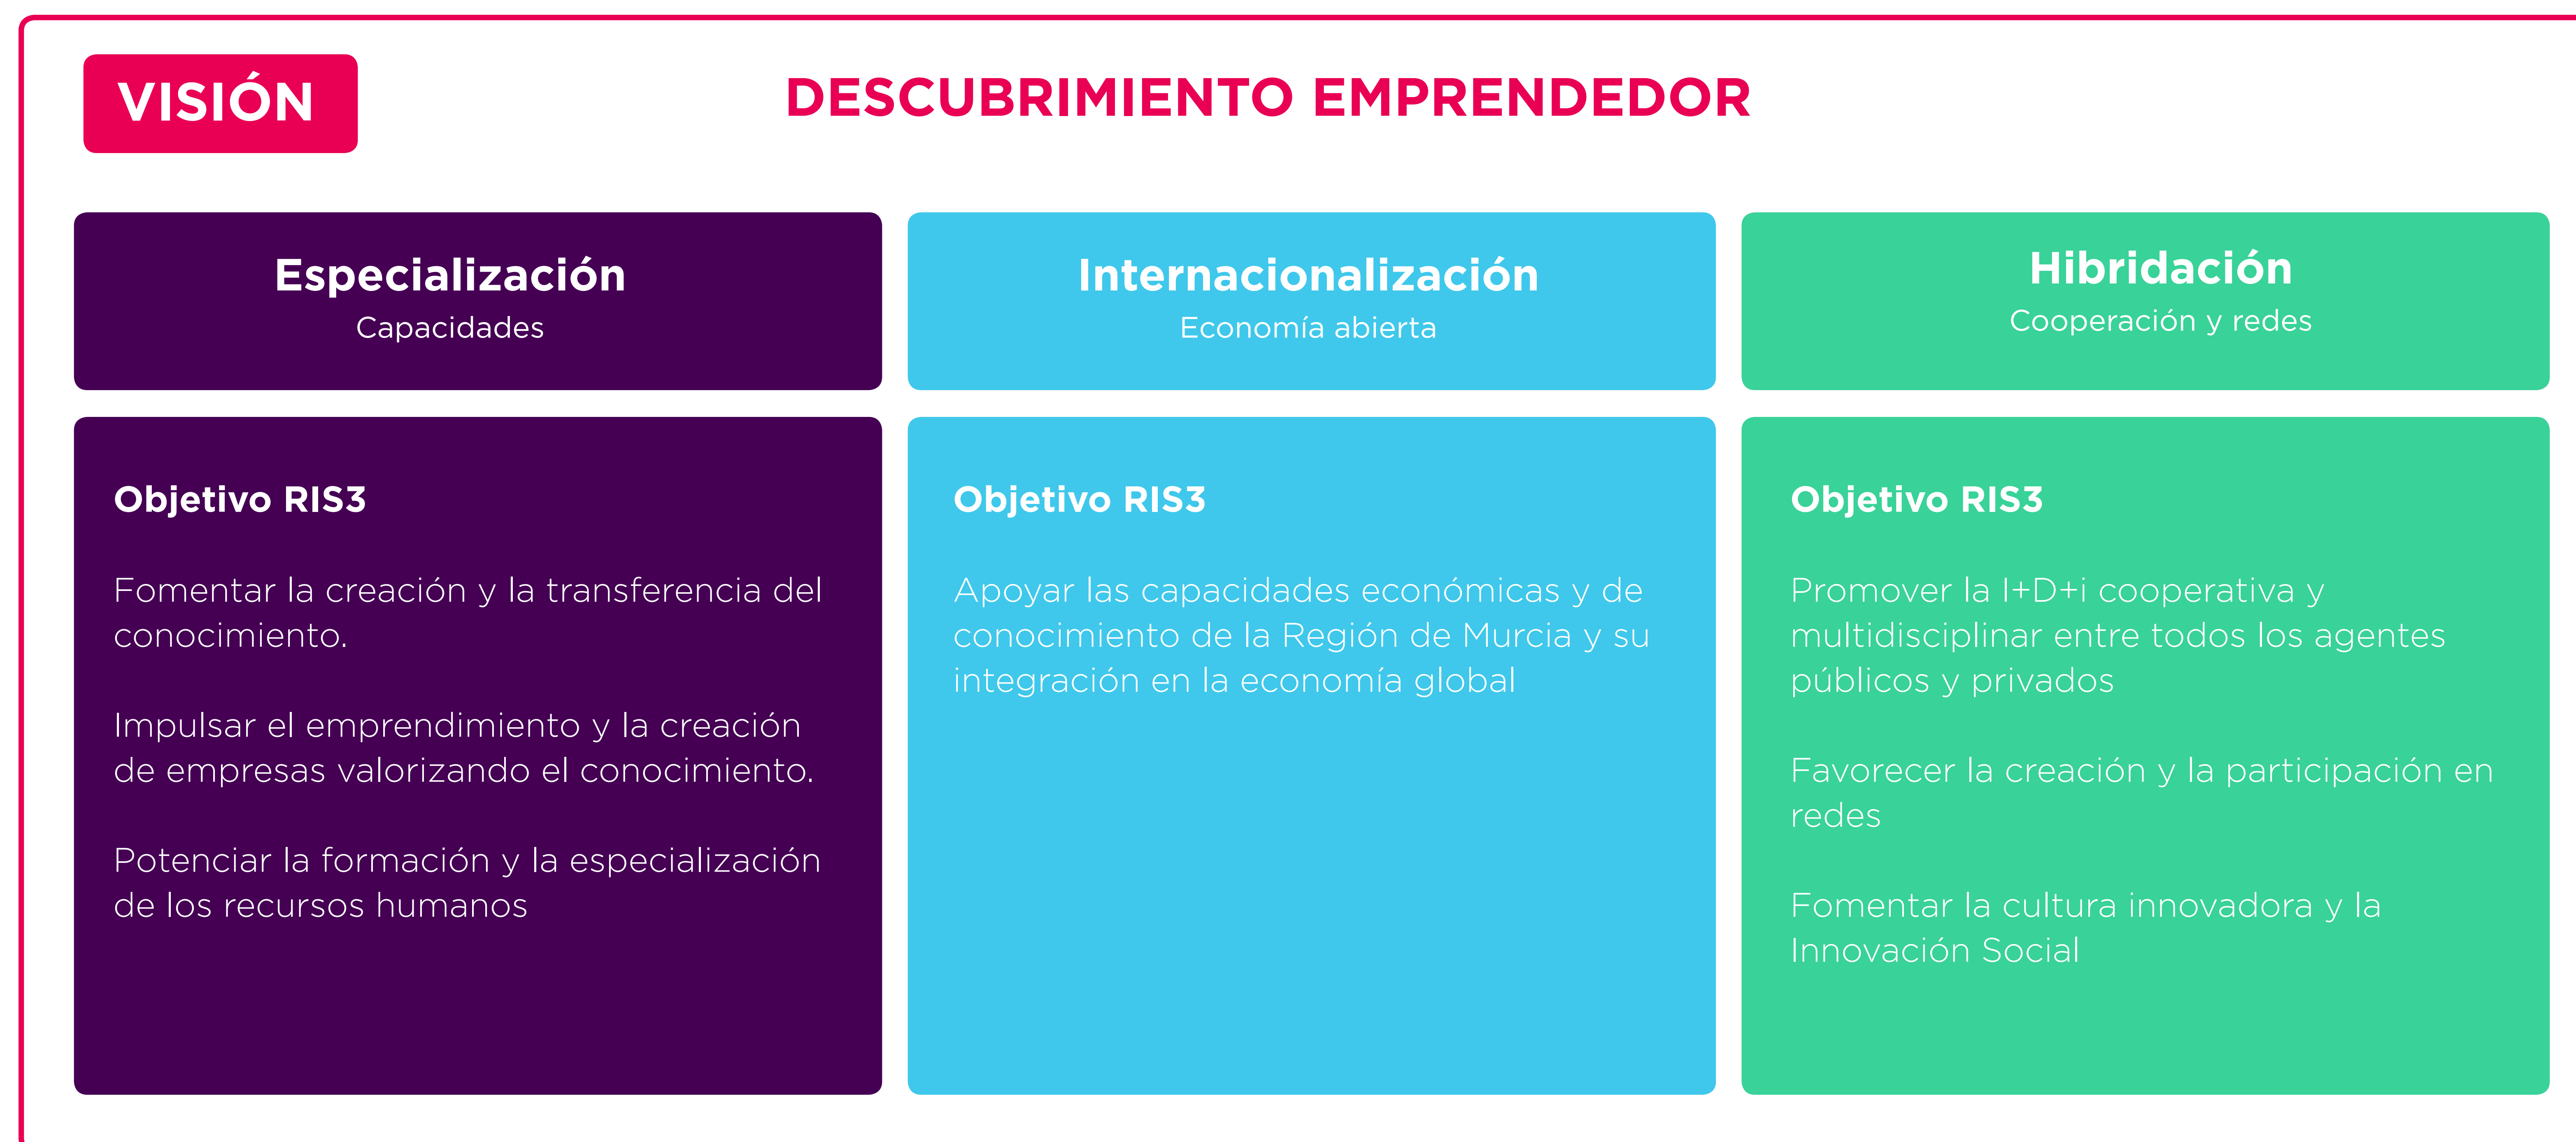 VISIÓN
DESCUBRIMIENTO EMPRENDEDOR
Especialización
Capacidades
Internacionalización
Economía abierta
Hibridación
Cooperación y redes
Objetivo RIS3
Fomentar la creación y la transferencia del
conocimiento.
Impulsar el emprendimiento y la creación
de empresas valorizando el conocimiento.
Potenciar la formación y la especialización
de los recursos humanos
Objetivo RIS3
Apoyar las capacidades económicas y de
conocimiento de la Región de Murcia y su
integración en la economía global
Objetivo RIS3
Promover la I+D+i cooperativa y
multidisciplinar entre todos los agentes
públicos y privados
Favorecer la creación y la participación en
redes
Fomentar la cultura innovadora y la
Innovación Social